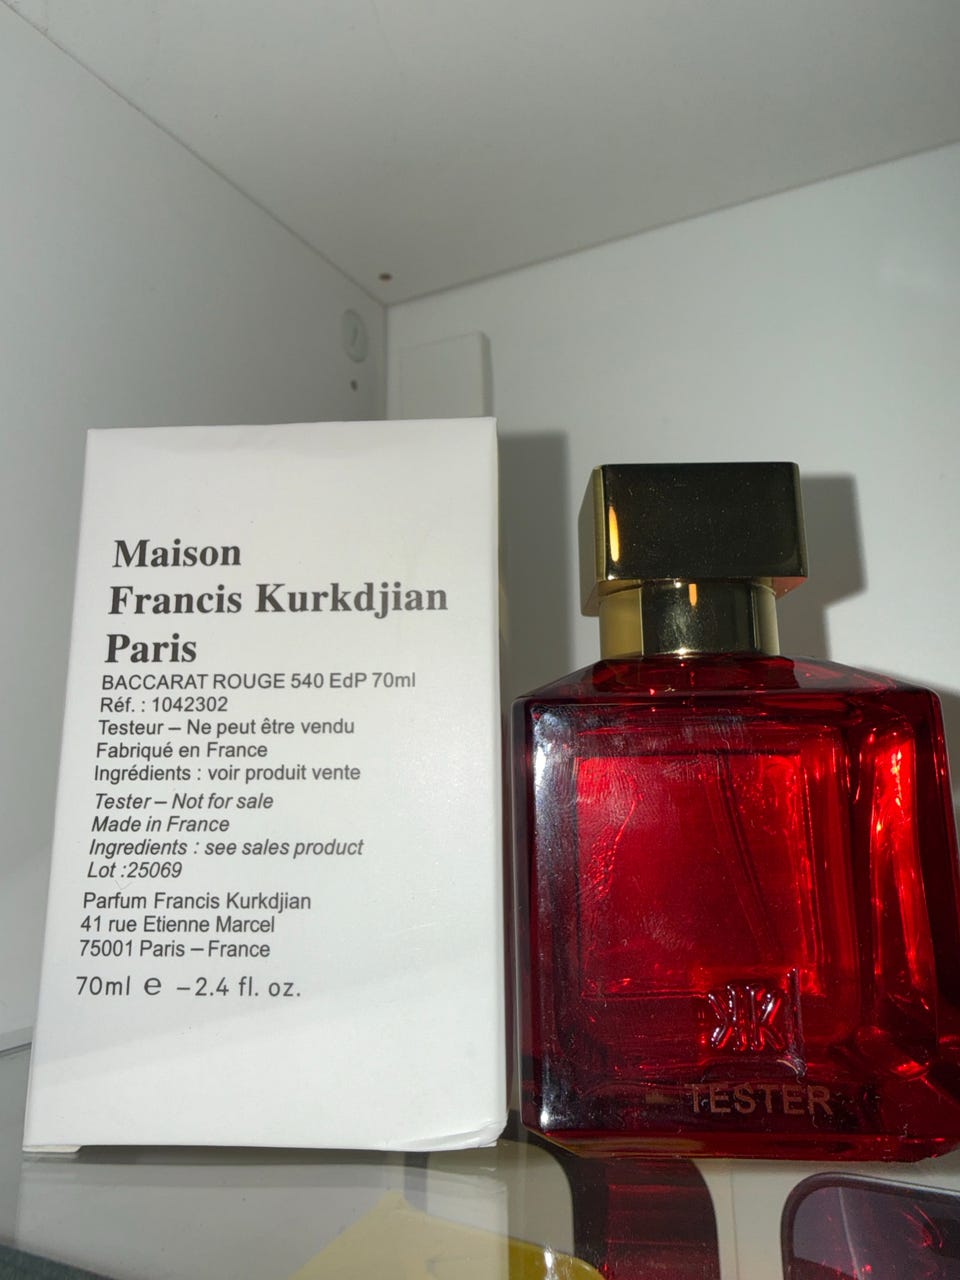 Maison
Francis Kurkdjian
Paris
BACCARAT ROUGE 540 EdP 70ml
Réf. : 1042302
Testeur – Ne peut être vendu
Fabriqué en France
Ingrédients : voir produit vente
Tester – Not for sale
Made in France
Ingredients : see sales product
Lot :25069
Parfum Francis Kurkdjian
41 rue Etienne Marcel
75001 Paris – France
70ml e – 2.4 fl. oz.
TESTER